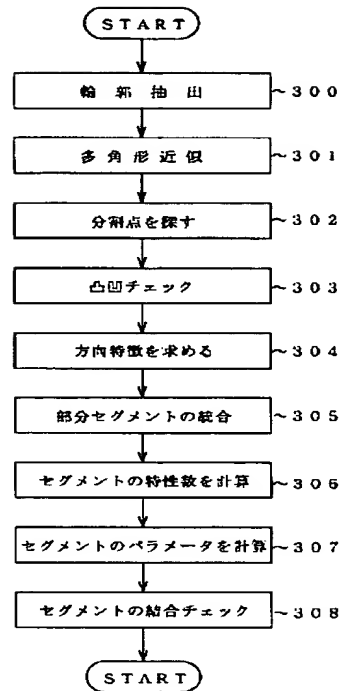 START
輪郭抽出 ~300
多角形近似 ~301
分割点を探す ~302
凸凹チェック ~303
方向特徴を求める ~304
部分セグメントの統合 ~305
セグメントの特性数を計算 ~306
セグメントのパラメータを計算 ~307
セグメントの結合チェック ~308
START